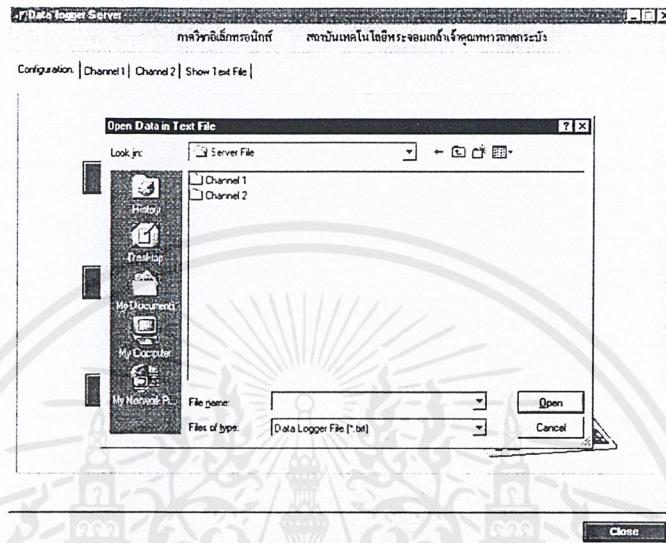 Data logger Server
ภาควิชาอิเล็กทรอนิกส์ สถาบันเทคโนโลยีพระจอมเกล้าเจ้าคุณทหารลาดกระบัง
Configuration. Channel 1 Channel 2 Show Text File
Open Data in Text File
Look in: Server File
Channel 1
Channel 2
History
Desktop
My Documents
My Computer
My Network P...
File name: Open
Files of type: Data Logger File (*.txt) Cancel
Close